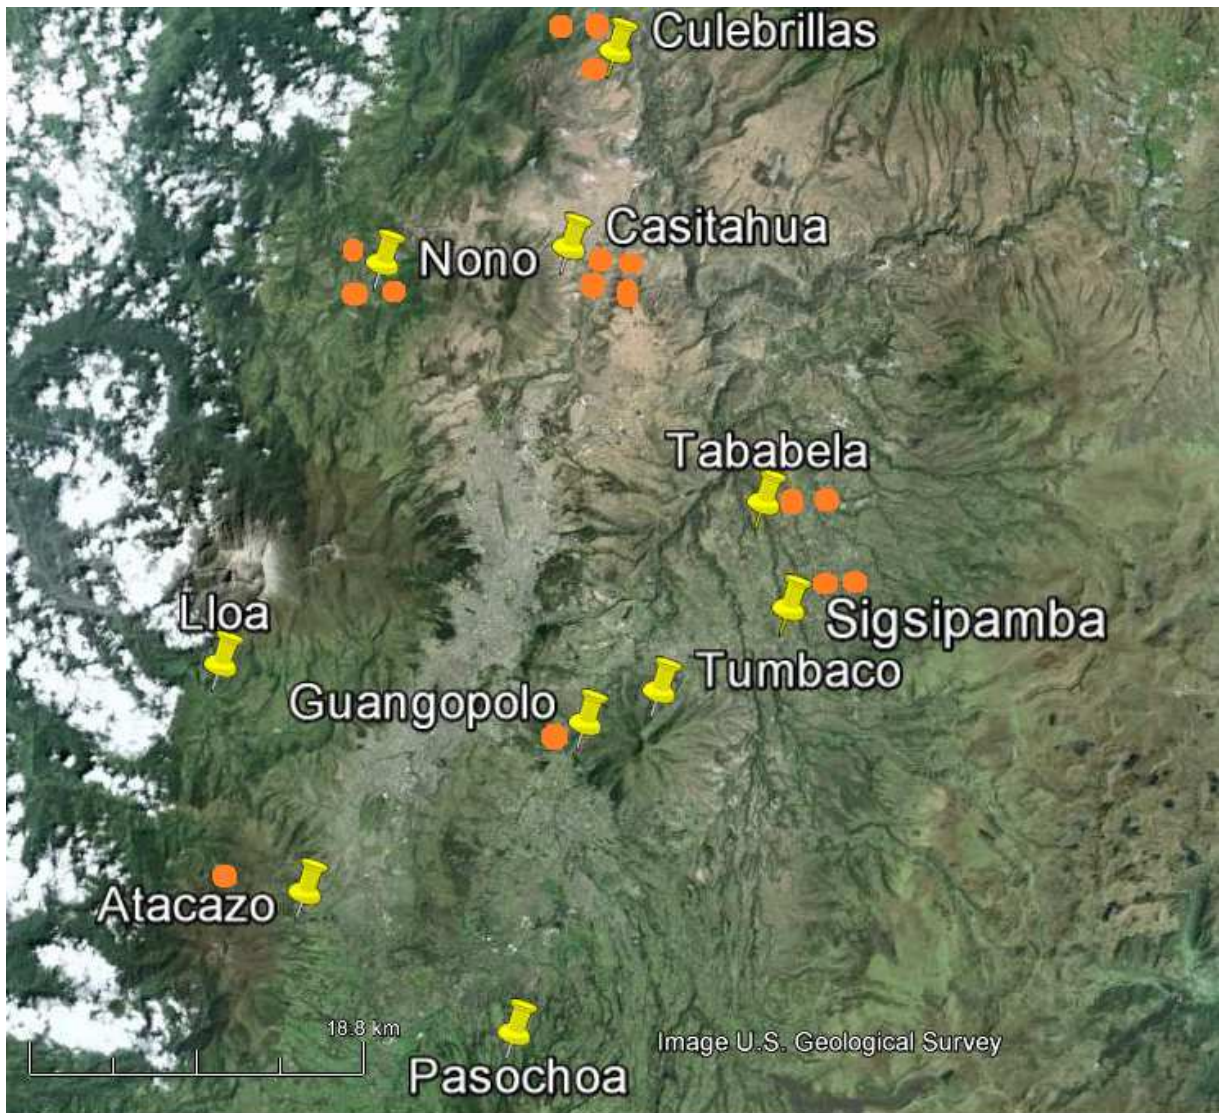 Culebrillas
Casitahua
Nono
Tababela
Lloa
Sigsipamba
Tumbaco
Guangopolo
Atacazo
18.8 km
Image U.S. Geological Survey
Pasochoa